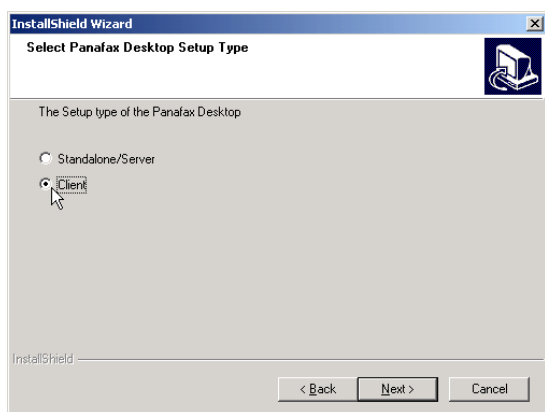 InstallShield Wizard
Select Panafax Desktop Setup Type
The Setup type of the Panafax Desktop
Standalone/Server
Client
InstallShield
< Back Next > Cancel